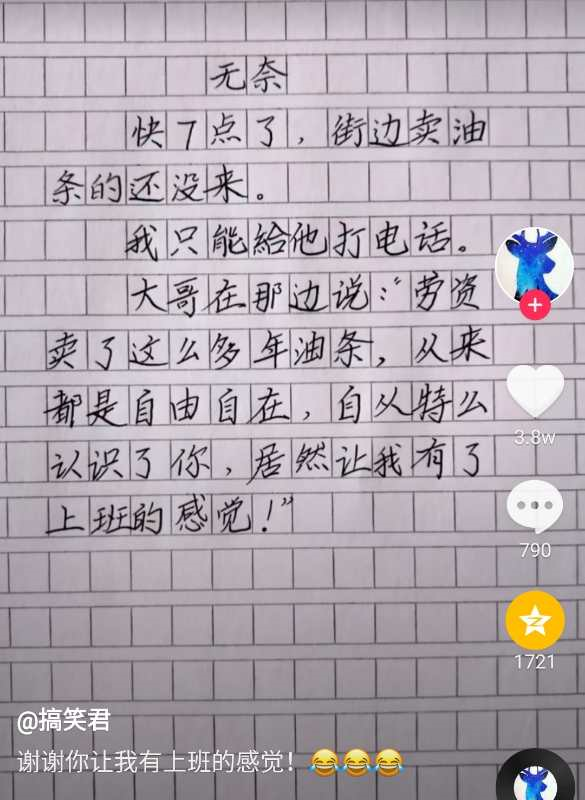 无奈
快7点了，街边卖油
条的还没来。
我只能給他打电话。
大哥在那边说："劳资
卖了这么多年油条，从来
都是自由自在，自从特么
认识了你，居然让我有了
上班的感觉！"
3.8w
790
1721
@搞笑君
谢谢你让我有上班的感觉！😂😂😂